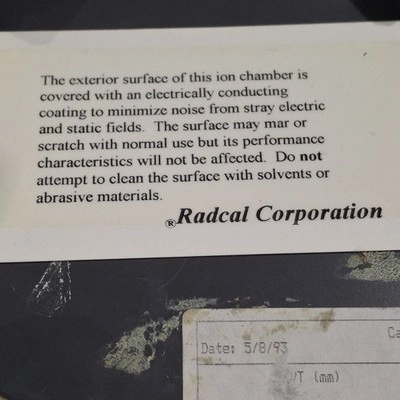 The exterior surface of this ion chamber is
covered with an electrically conducting
coating to minimize noise from stray electric
and static fields.  The surface may mar or
scratch with normal use but its performance
characteristics will not be affected.  Do not
attempt to clean the surface with solvents or
abrasive materials.
® Radcal Corporation
Ca
Date: 5/8/93
/T (mm)